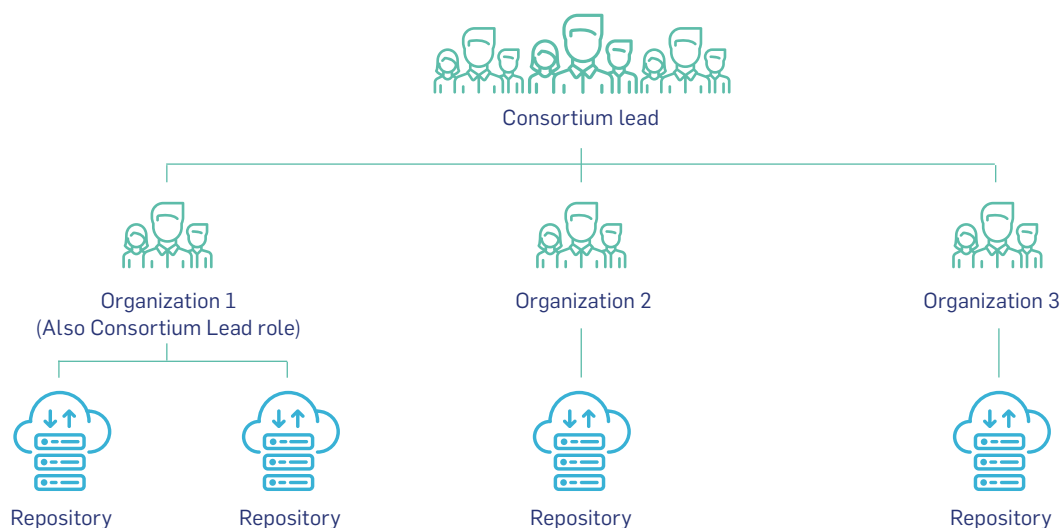 Consortium lead
Organization 1
(Also Consortium Lead role)
Organization 2
Organization 3
Repository
Repository
Repository
Repository